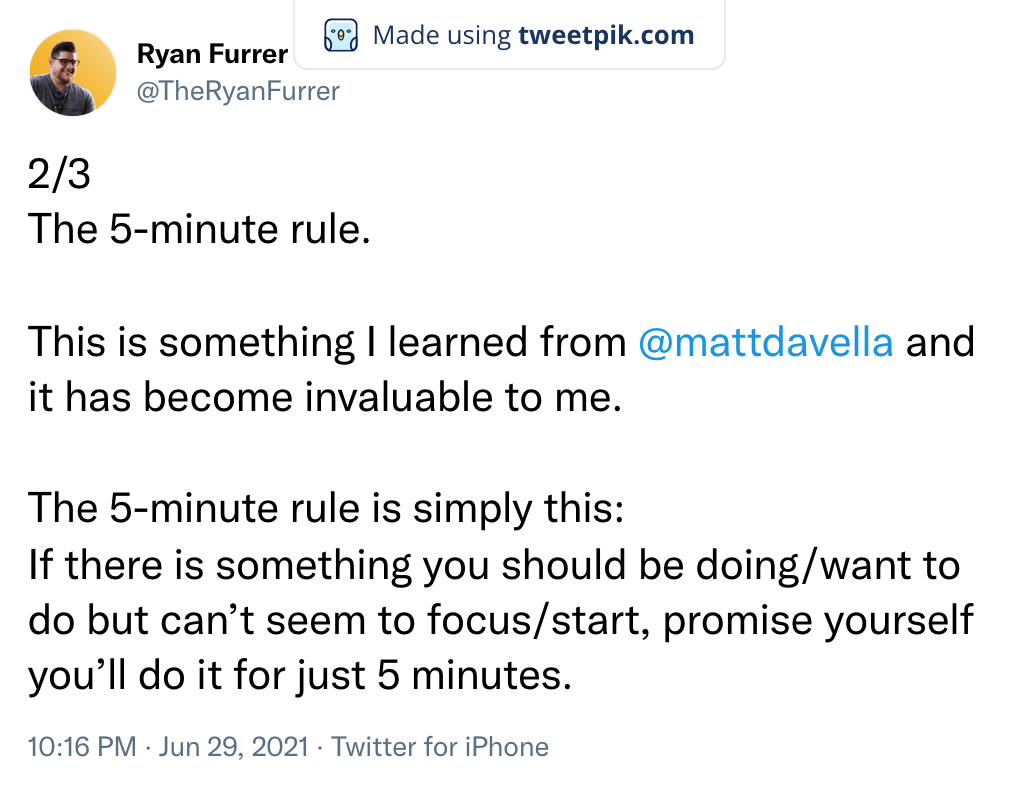 Made using tweetpik.com
Ryan Furrer
@TheRyanFurrer
2/3
The 5-minute rule.
This is something I learned from @mattdavella and
it has become invaluable to me.
The 5-minute rule is simply this:
If there is something you should be doing/want to
do but can’t seem to focus/start, promise yourself
you’ll do it for just 5 minutes.
10:16 PM · Jun 29, 2021 · Twitter for iPhone